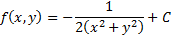 f(x,y) = − 1/(2(x² + y²)) + C